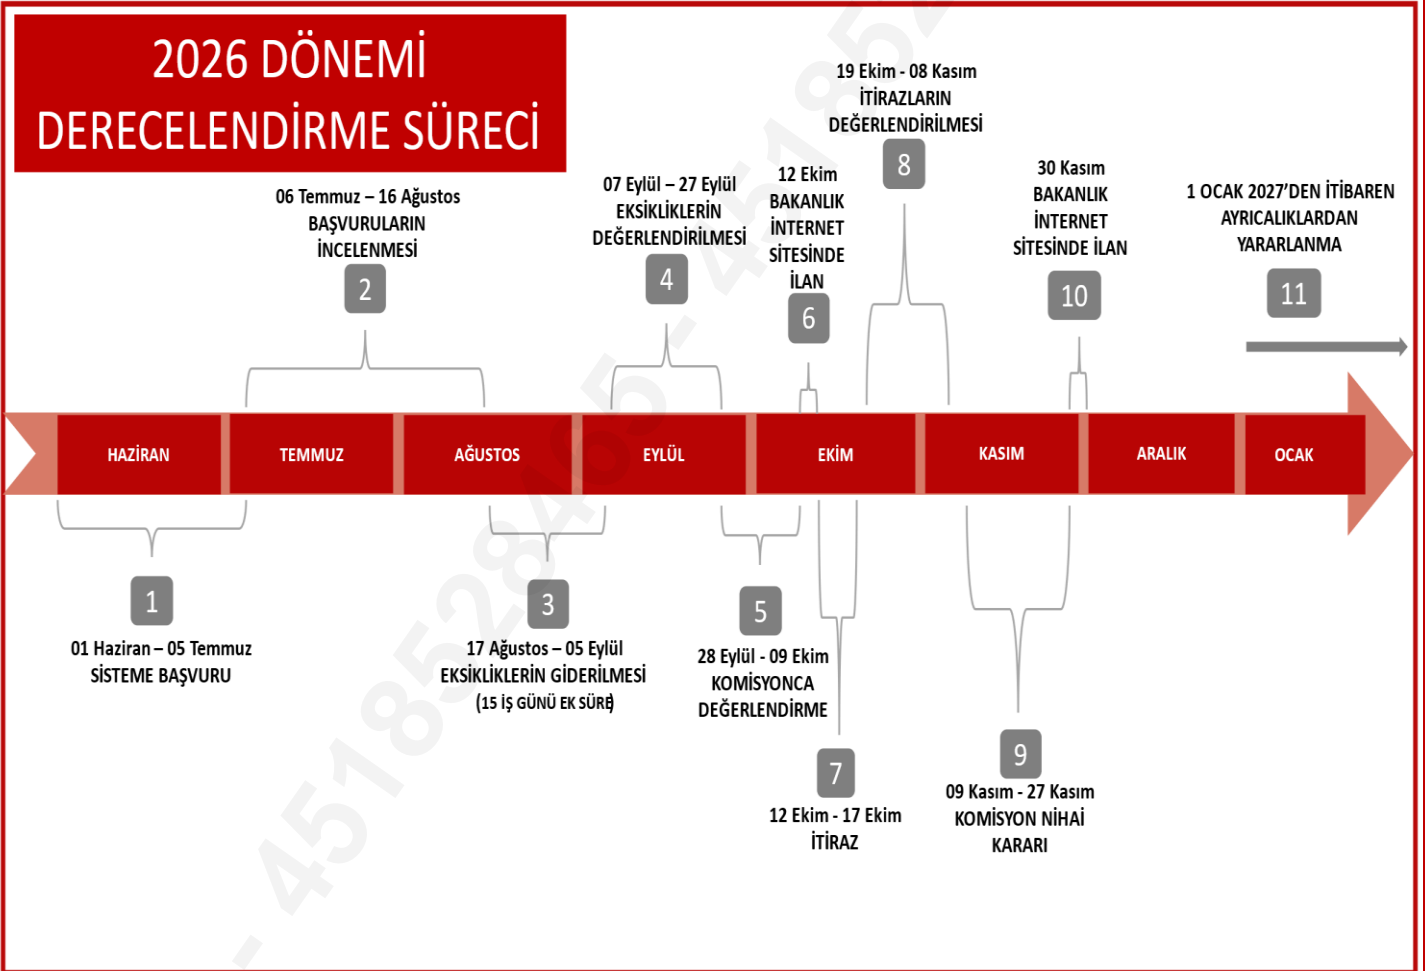 2026 DÖNEMİ
DERECELENDİRME SÜRECİ
19 Ekim - 08 Kasım
İTİRAZLARIN
DEĞERLENDİRİLMESİ
8
06 Temmuz – 16 Ağustos
BAŞVURULARIN
İNCELENMESİ
2
07 Eylül – 27 Eylül
EKSİKLİKLERİN
DEĞERLENDİRİLMESİ
4
12 Ekim
BAKANLIK
İNTERNET
SİTESİNDE
İLAN
6
30 Kasım
BAKANLIK
İNTERNET
SİTESİNDE İLAN
10
1 OCAK 2027'DEN İTİBAREN
AYRICALIKLARDAN
YARARLANMA
11
HAZİRAN
TEMMUZ
AĞUSTOS
EYLÜL
EKİM
KASIM
ARALIK
OCAK
1
01 Haziran – 05 Temmuz
SİSTEME BAŞVURU
3
17 Ağustos – 05 Eylül
EKSİKLİKLERİN GİDERİLMESİ
(15 İŞ GÜNÜ EK SÜRE)
5
28 Eylül - 09 Ekim
KOMİSYONCA
DEĞERLENDİRME
7
12 Ekim - 17 Ekim
İTİRAZ
9
09 Kasım - 27 Kasım
KOMİSYON NİHAİ
KARARI
- 4518528465 - 451852